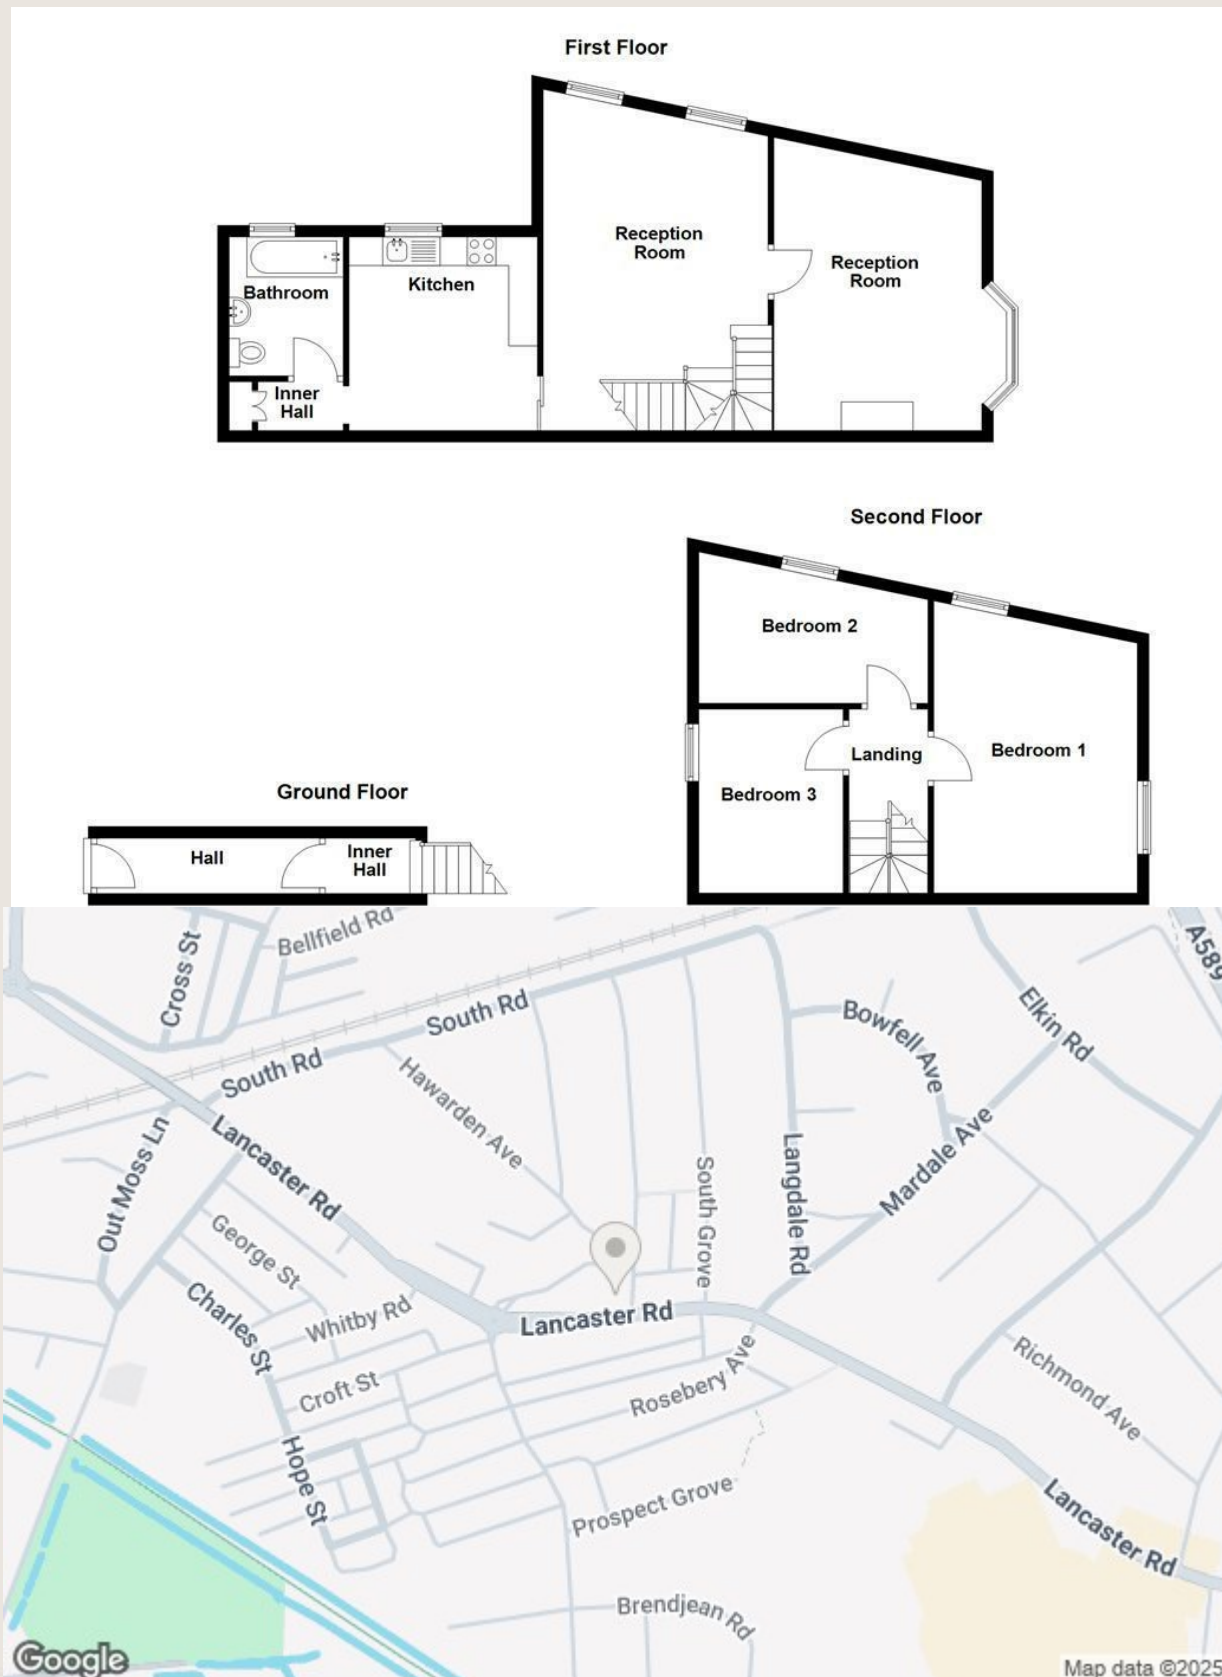 First Floor
Reception
Room
Reception
Room
Kitchen
Bathroom
Inner
Hall
Second Floor
Bedroom 2
Landing
Bedroom 1
Bedroom 3
Ground Floor
Hall
Inner
Hall
Bellfield Rd
Cross St
A589
South Rd
Elkin Rd
Bowfell Ave
South Rd
Hawarden Ave
Lancaster Rd
Out Moss Ln
Langdale Rd
Mardale Ave
South Grove
George St
Charles St
Whitby Rd
Lancaster Rd
Croft St
Rosebery Ave
Richmond Ave
Hope St
Prospect Grove
Lancaster Rd
Brendjean Rd
Google
Map data ©2025